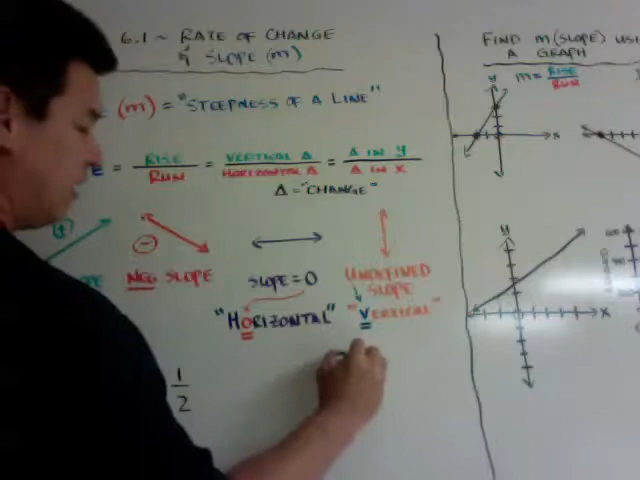 6.1 ~ RATE OF CHANGE
& SLOPE (m)
(m) = "STEEPNESS OF A LINE"
= RISE / RUN = VERTICAL Δ / HORIZONTAL Δ = Δ IN Y / Δ IN X
Δ = "CHANGE"
(+)
(−)
NEG SLOPE
SLOPE = 0
UNDEFINED
SLOPE
"HORIZONTAL"
"VERTICAL"
1/2
FIND m (SLOPE)
A GRAPH
m = RISE / RUN
Y
X
Y
X